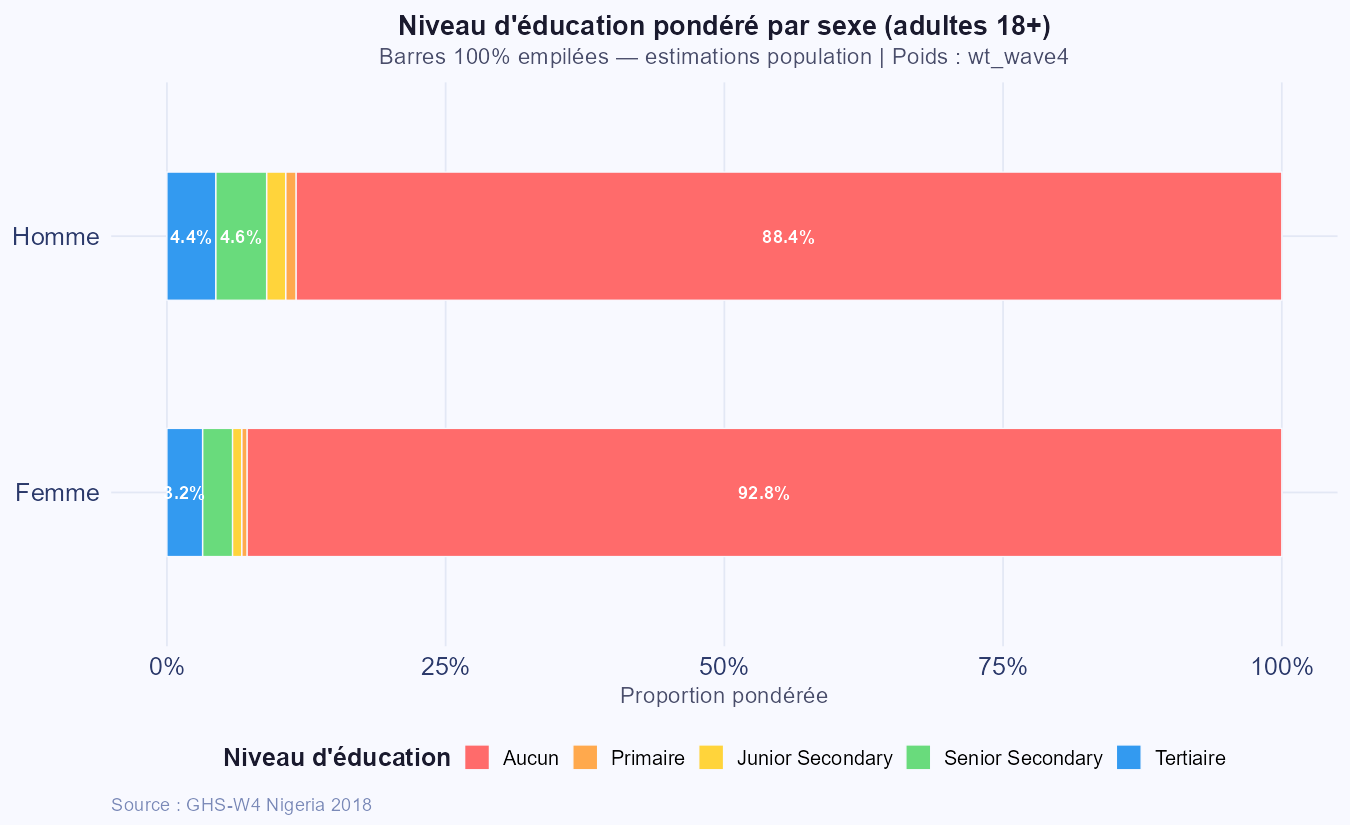 Niveau d'éducation pondéré par sexe (adultes 18+)
Barres 100% empilées — estimations population | Poids : wt_wave4
Homme
4.4% 4.6% 88.4%
Femme
3.2% 92.8%
0% 25% 50% 75% 100%
Proportion pondérée
Niveau d'éducation Aucun Primaire Junior Secondary Senior Secondary Tertiaire
Source : GHS-W4 Nigeria 2018